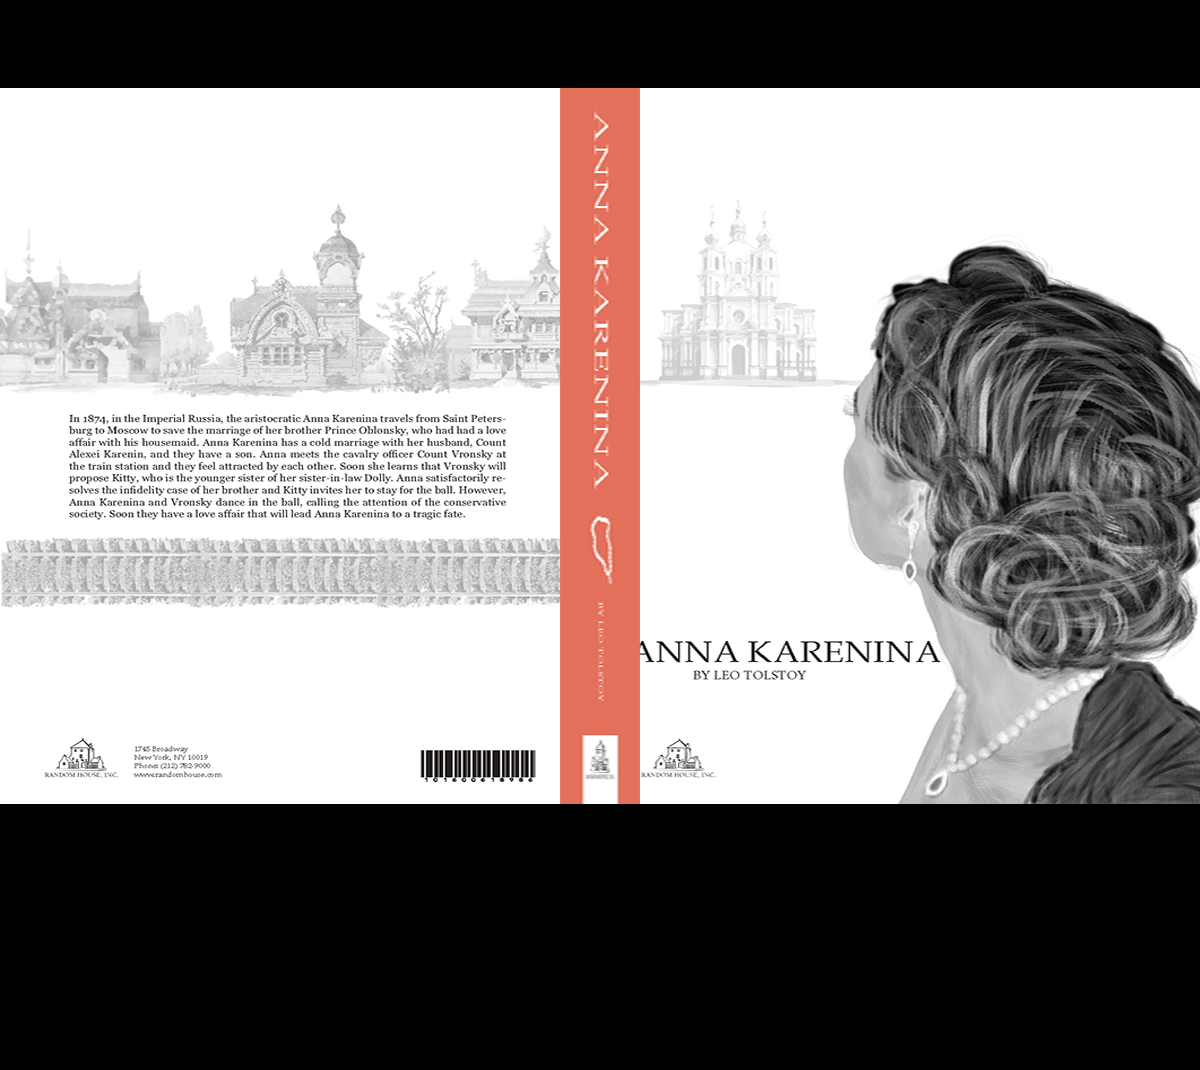 In 1874, in the Imperial Russia, the aristocratic Anna Karenina travels from Saint Peters-
burg to Moscow to save the marriage of her brother Prince Oblonsky, who had had a love
affair with his housemaid. Anna Karenina has a cold marriage with her husband, Count
Alexei Karenin, and they have a son. Anna meets the cavalry officer Count Vronsky at
the train station and they feel attracted by each other. Soon she learns that Vronsky will
propose Kitty, who is the younger sister of her sister-in-law Dolly. Anna satisfactorily re-
solves the infidelity case of her brother and Kitty invites her to stay for the ball. However,
Anna Karenina and Vronsky dance in the ball, calling the attention of the conservative
society. Soon they have a love affair that will lead Anna Karenina to a tragic fate.
RANDOM HOUSE, INC.
1745 Broadway
New York, NY 10019
Phone: (212) 782-9000
www.randomhouse.com
101600618986
ANNA KARENINA
BY LEO TOLSTOY
ANNA KARENINA
BY LEO TOLSTOY
RANDOM HOUSE, INC.